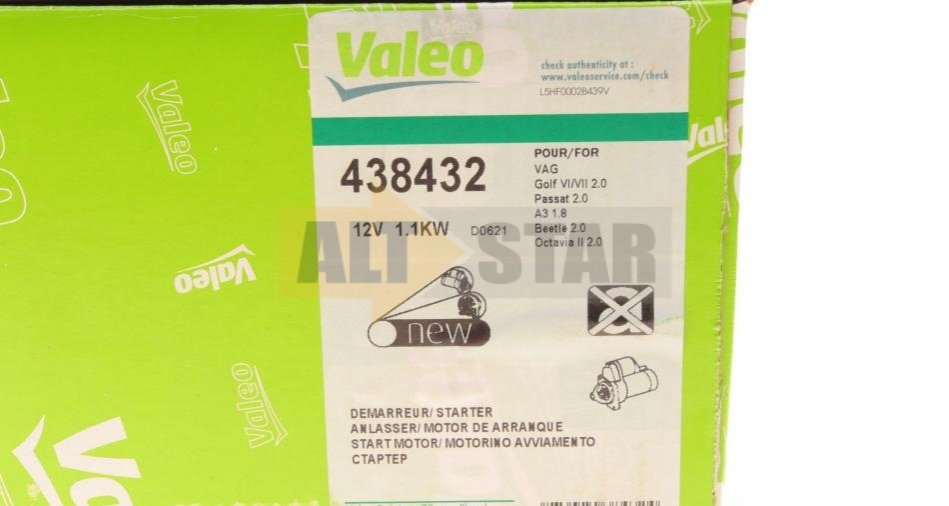 Valeo
check authenticity at :
www.valeoservice.com/check
L5HF0002B439V
438432
12V 1.1KW D0621
POUR/FOR
VAG
Golf VI/VII 2.0
Passat 2.0
A3 1.8
Beetle 2.0
Octavia II 2.0
ALT STAR
new
DEMARREUR/ STARTER
ANLASSER/ MOTOR DE ARRANQUE
START MOTOR/ MOTORINO AVVIAMENTO
СТАРТЕР
Valeo
Valeo
Valeo
Valeo